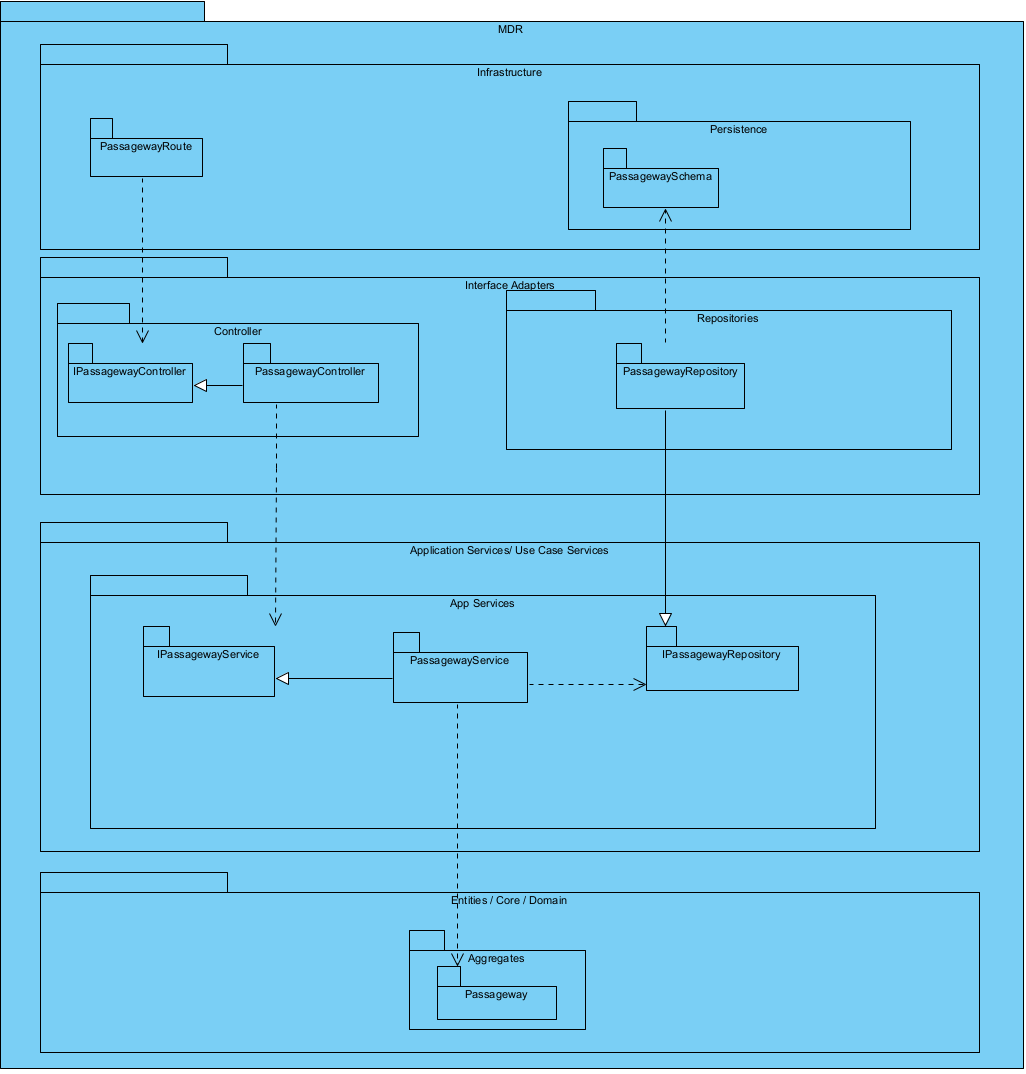 MDR
Infrastructure
PassagewayRoute
Persistence
PassagewaySchema
Interface Adapters
Controller
IPassagewayController
PassagewayController
Repositories
PassagewayRepository
Application Services/ Use Case Services
App Services
IPassagewayService
PassagewayService
IPassagewayRepository
Entities / Core / Domain
Aggregates
Passageway